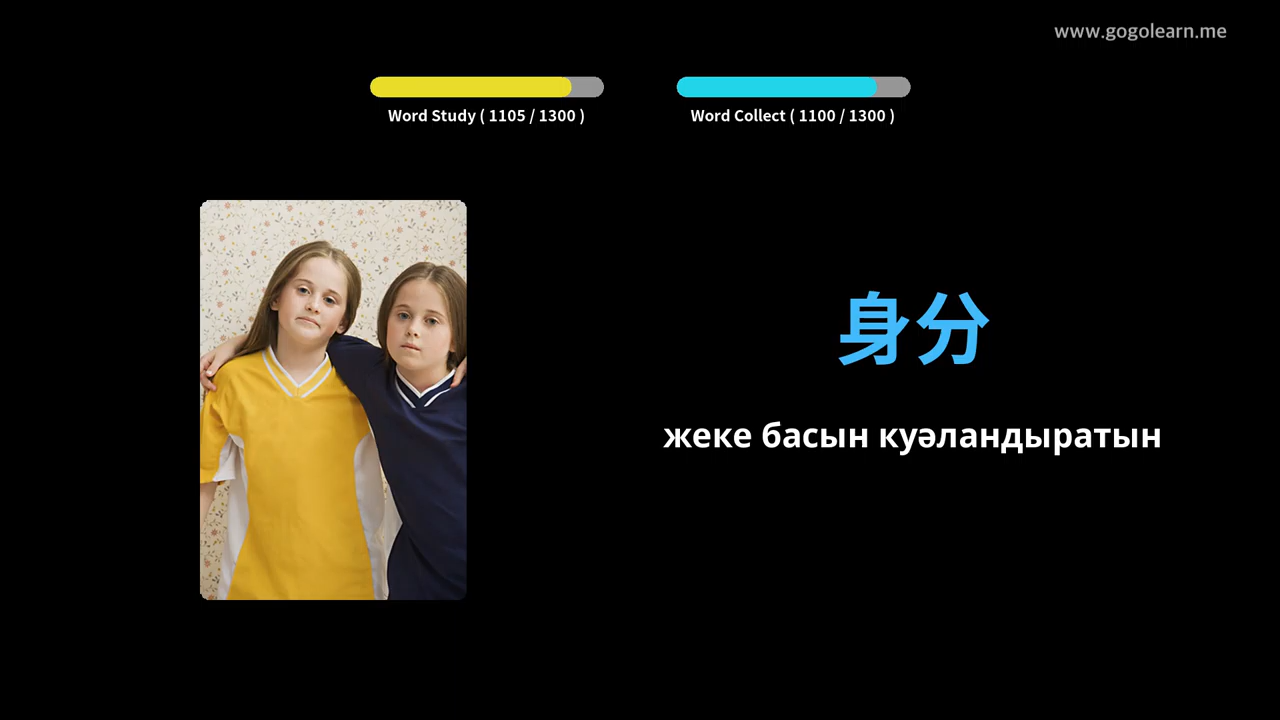 www.gogolearn.me
Word Study ( 1105 / 1300 )
Word Collect ( 1100 / 1300 )
身分
жеке басын куәландыратын